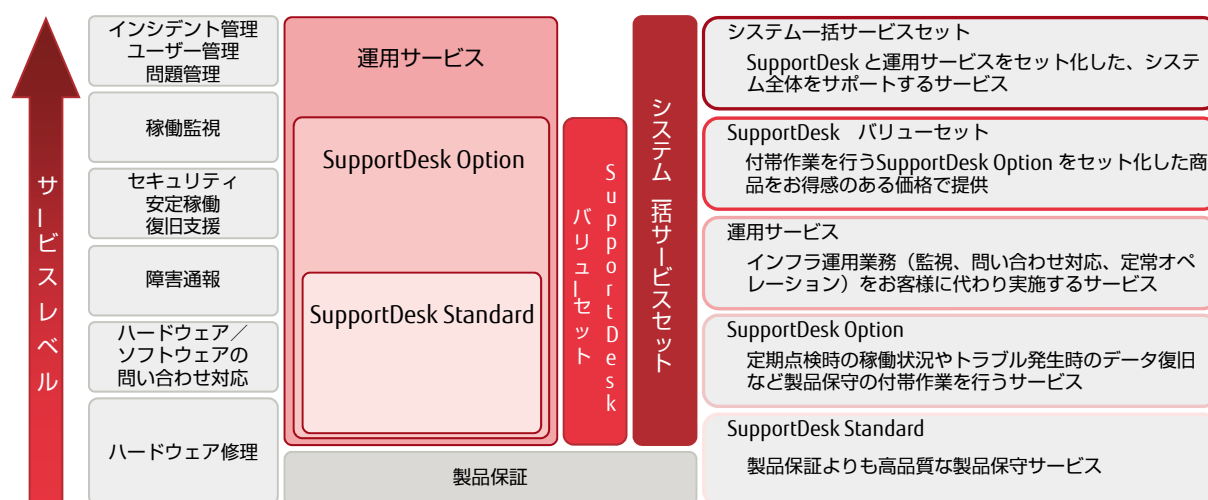 サービスレベル
インシデント管理
ユーザー管理
問題管理
稼働監視
セキュリティ
安定稼働
復旧支援
障害通報
ハードウェア／
ソフトウェアの
問い合わせ対応
ハードウェア修理
運用サービス
SupportDesk Option
SupportDesk Standard
製品保証
SupportDesk
バリューセット
システム一括サービスセット
システム一括サービスセット
SupportDesk と運用サービスをセット化した、システ
ム全体をサポートするサービス
SupportDesk　バリューセット
付帯作業を行うSupportDesk Option をセット化した商
品をお得感のある価格で提供
運用サービス
インフラ運用業務（監視、問い合わせ対応、定常オペ
レーション）をお客様に代わり実施するサービス
SupportDesk Option
定期点検時の稼働状況やトラブル発生時のデータ復旧
など製品保守の付帯作業を行うサービス
SupportDesk Standard
製品保証よりも高品質な製品保守サービス